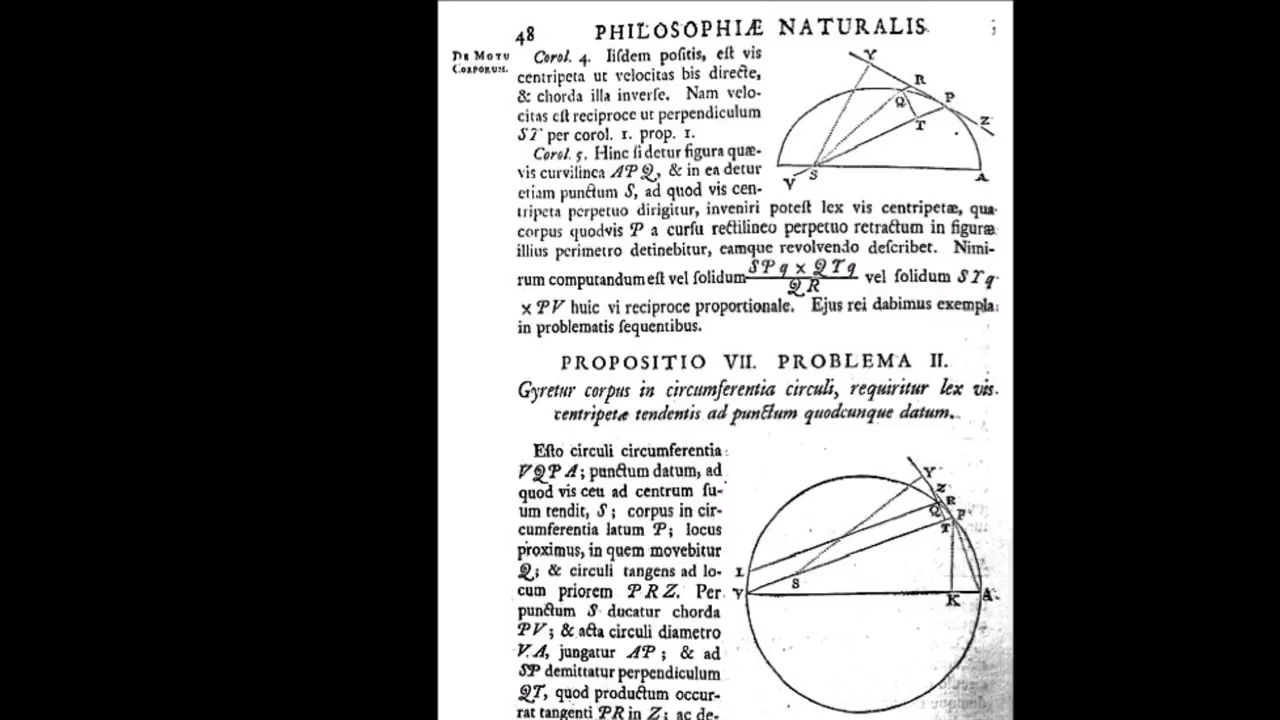 48 PHILOSOPHIÆ NATURALIS
DE MOTU
CORPORUM.
Corol. 4. Iiſdem poſitis, eſt vis
centripeta ut velocitas bis directe,
& chorda illa inverſe. Nam velo-
citas eſt reciproce ut perpendiculum
SY per corol. 1. prop. 1.
Corol. 5. Hinc ſi detur figura quæ-
vis curvilinea APQ, & in ea detur
etiam punctum S, ad quod vis cen-
tripeta perpetuo dirigitur, inveniri poteſt lex vis centripetæ, qua
corpus quodvis P a curſu rectilineo perpetuo retractum in figuræ
illius perimetro detinebitur, eamque revolvendo deſcribet. Nimi-
rum computandum eſt vel ſolidum SPq × QTq / QR vel ſolidum SYq
× PV huic vi reciproce proportionale. Ejus rei dabimus exempla
in problematis ſequentibus.
Y
R
Q
P
T
Z
V
S
A
PROPOSITIO VII. PROBLEMA II.
Gyretur corpus in circumferentia circuli, requiritur lex vis
centripetæ tendentis ad punctum quodcunque datum.
Eſto circuli circumferentia
VQPA; punctum datum, ad
quod vis ceu ad centrum ſu-
um tendit, S; corpus in cir-
cumferentia latum P; locus
proximus, in quem movebitur
Q; & circuli tangens ad lo-
cum priorem PRZ. Per
punctum S ducatur chorda
PV; & acta circuli diametro
VA, jungatur AP; & ad
SP demittatur perpendiculum
QT, quod productum occur-
rat tangenti PR in Z; ac de-
Y
Z
R
Q
P
T
L
S
V
K
A